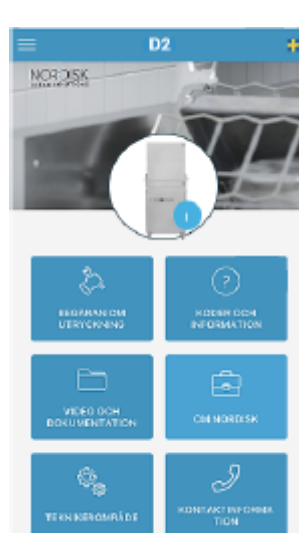 D2
NORDISK
BEGÄRAN OM
UTRYCKNING
KODER OCH
INFORMATION
VIDEO OCH
DOKUMENTATION
OM NORDISK
TEKNIKEROMRÅDE
KONTAKTINFORMA
TION